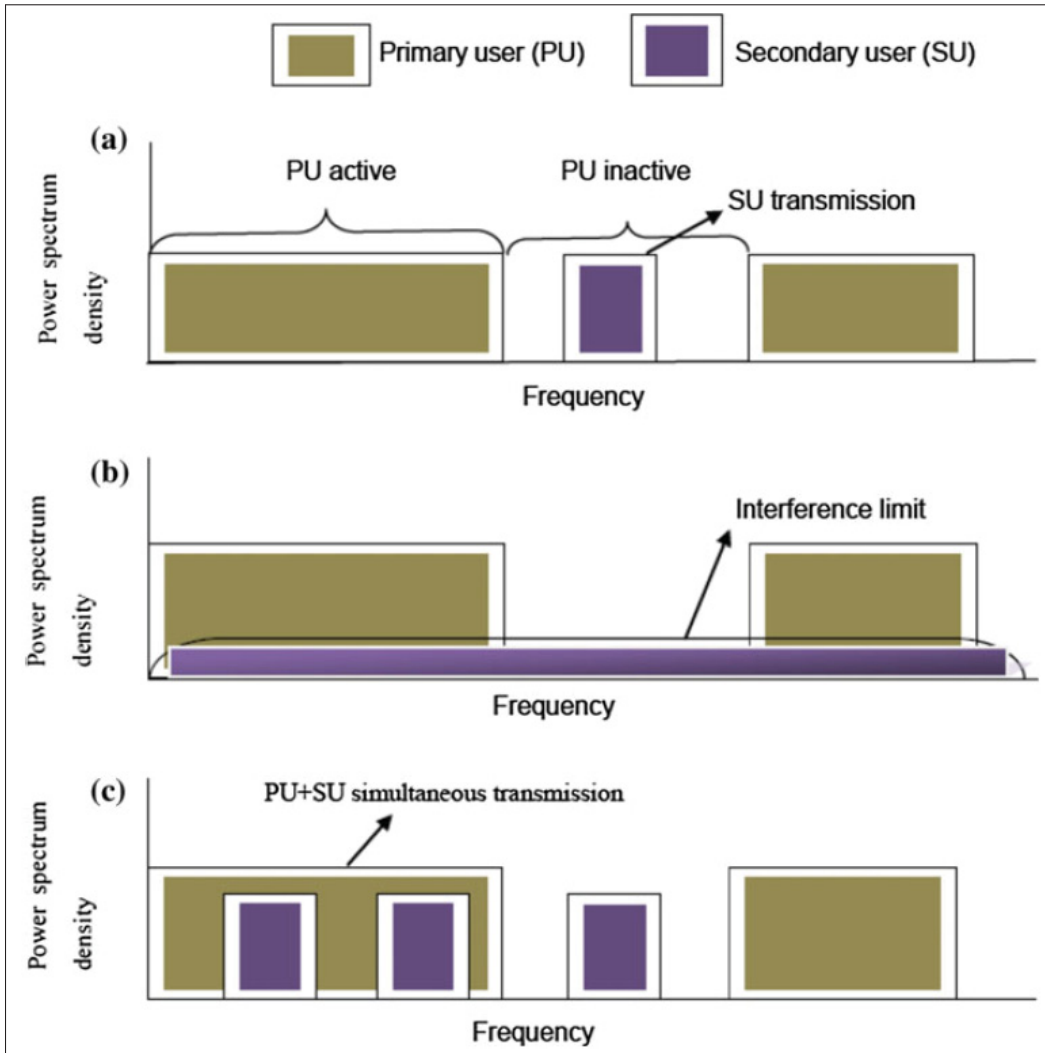 Primary user (PU)
Secondary user (SU)
(a)
PU active
PU inactive
SU transmission
Power spectrum
density
Frequency
(b)
Interference limit
Power spectrum
density
Frequency
(c)
PU+SU simultaneous transmission
Power spectrum
density
Frequency